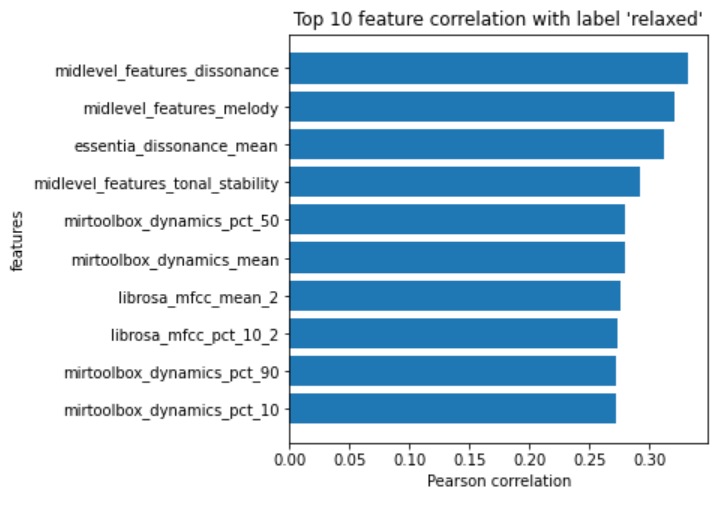 Top 10 feature correlation with label 'relaxed'
midlevel_features_dissonance
midlevel_features_melody
essentia_dissonance_mean
midlevel_features_tonal_stability
mirtoolbox_dynamics_pct_50
mirtoolbox_dynamics_mean
librosa_mfcc_mean_2
librosa_mfcc_pct_10_2
mirtoolbox_dynamics_pct_90
mirtoolbox_dynamics_pct_10
features
0.00 0.05 0.10 0.15 0.20 0.25 0.30
Pearson correlation